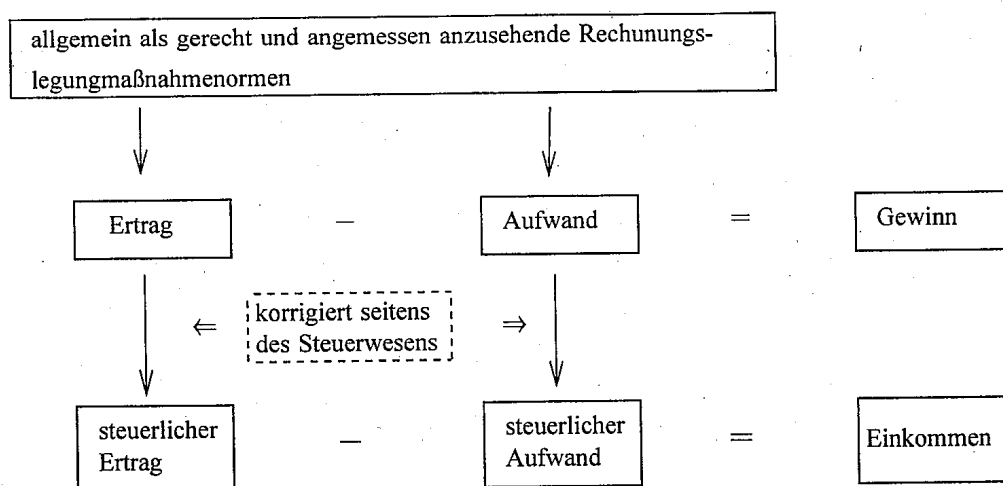 allgemein als gerecht und angemessen anzusehende Rechunungs-
legungmaßnahmenormen
Ertrag – Aufwand = Gewinn
⇐ korrigiert seitens ⇒
des Steuerwesens
steuerlicher – steuerlicher = Einkommen
Ertrag Aufwand